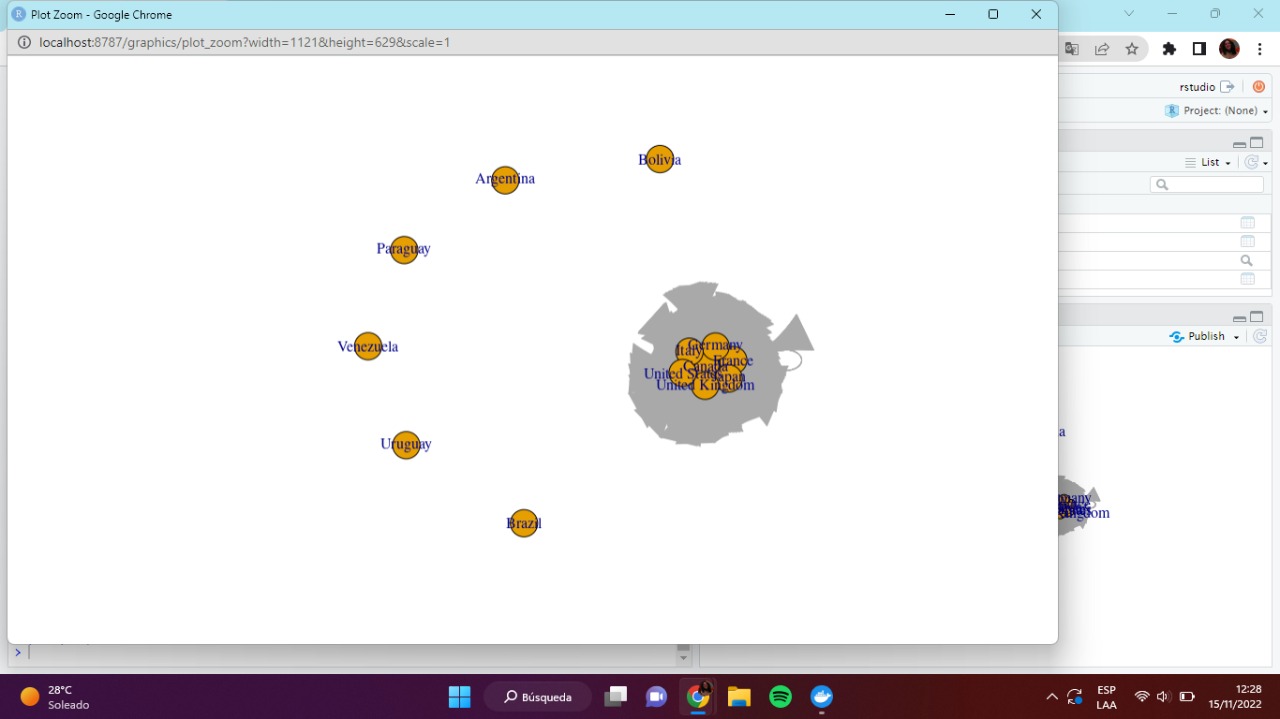 Plot Zoom - Google Chrome
localhost:8787/graphics/plot_zoom?width=1121&height=629&scale=1
rstudio
Project: (None)
List
Publish
Bolivia
Argentina
Paraguay
Venezuela
Germany
Italy
France
Canada
United States
Japan
United Kingdom
Uruguay
Brazil
a
many
ngdom
>
28°C
Soleado
Búsqueda
ESP
LAA
12:28
15/11/2022